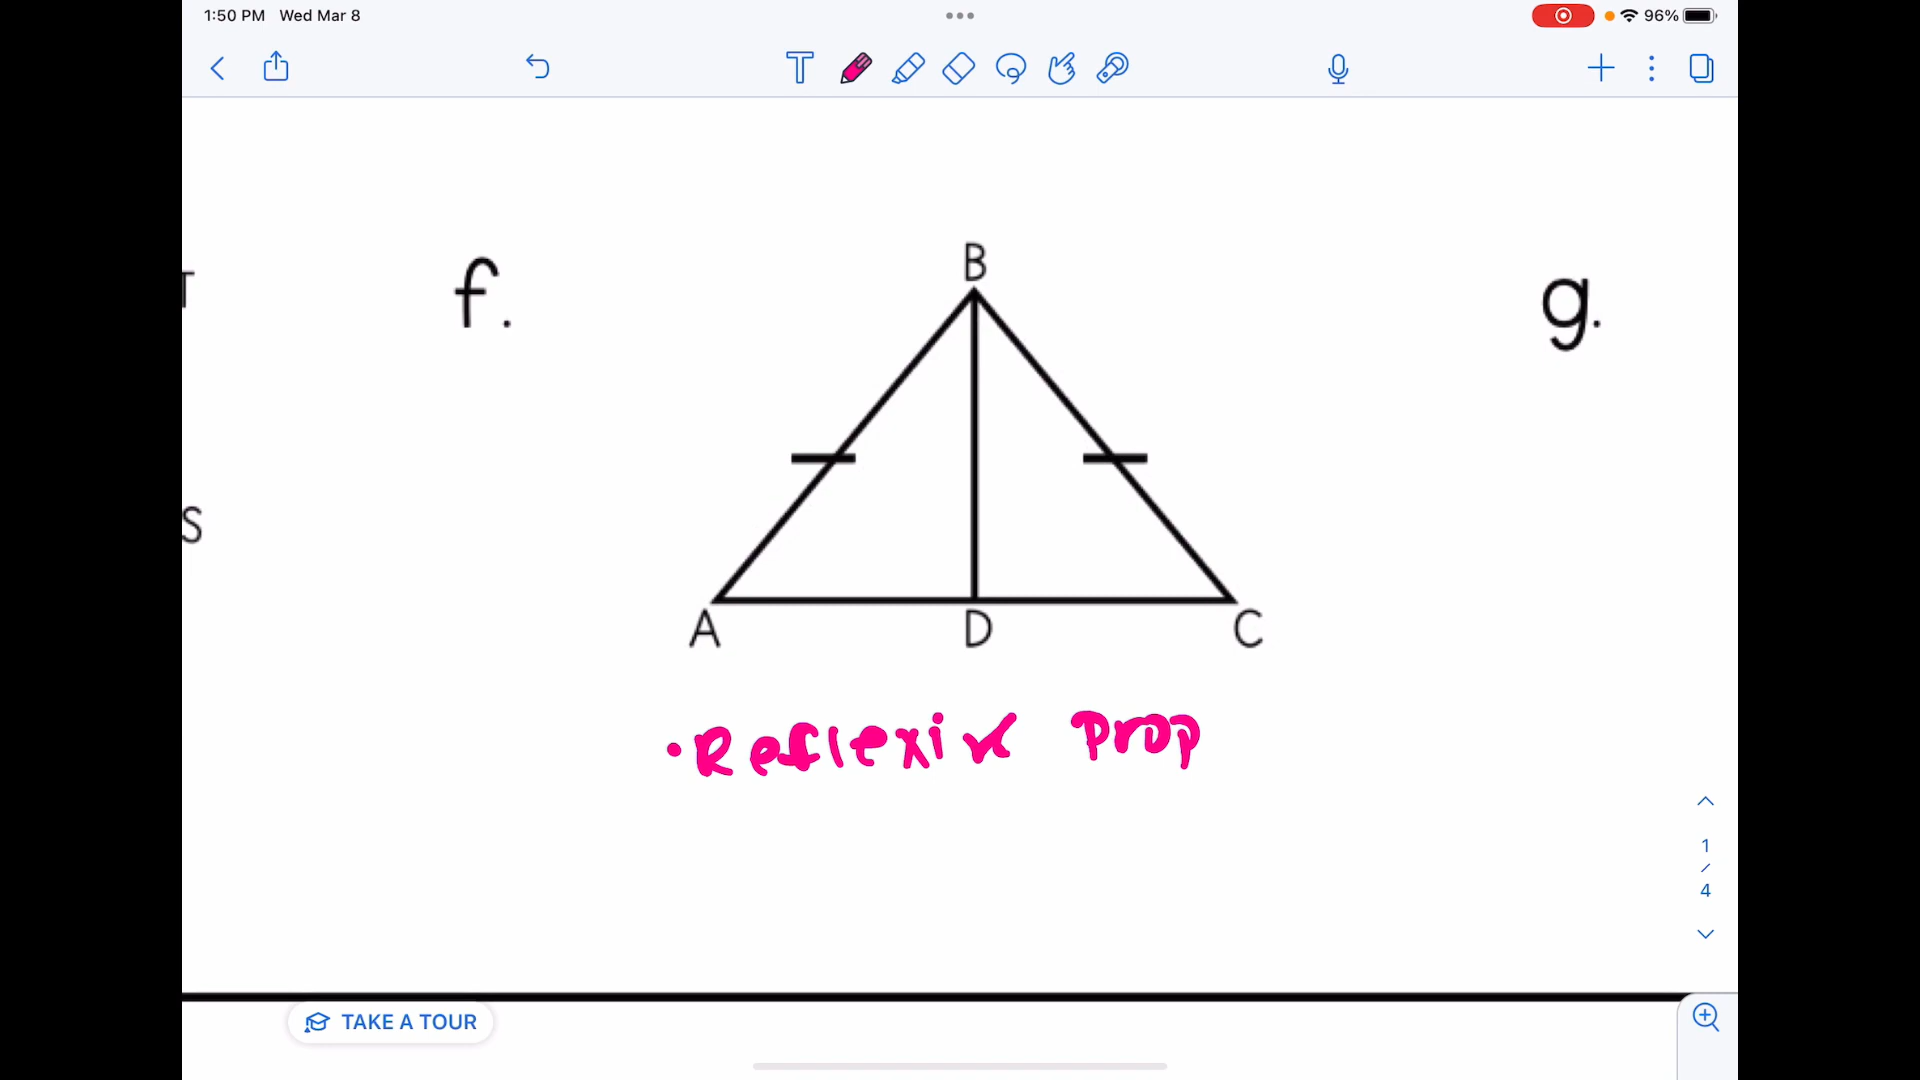 1:50 PM Wed Mar 8
96%
T
f.
B
g.
S
A D C
•Reflexive Prop
1
/
4
TAKE A TOUR